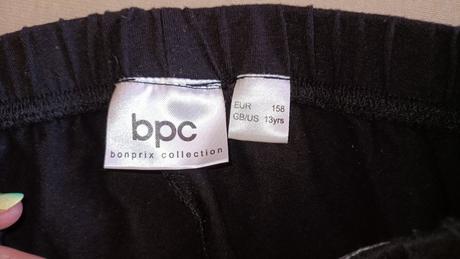 bpc
bonprix collection
EUR 158
GB/US 13yrs